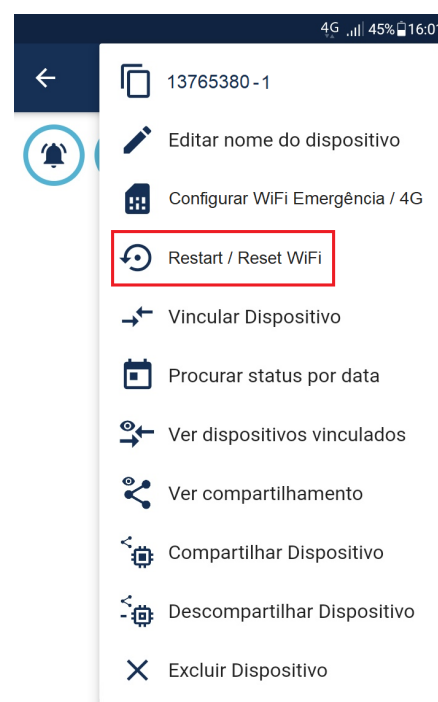 4G 45% 16:01
13765380-1
Editar nome do dispositivo
Configurar WiFi Emergência / 4G
Restart / Reset WiFi
Vincular Dispositivo
Procurar status por data
Ver dispositivos vinculados
Ver compartilhamento
Compartilhar Dispositivo
Descompartilhar Dispositivo
Excluir Dispositivo